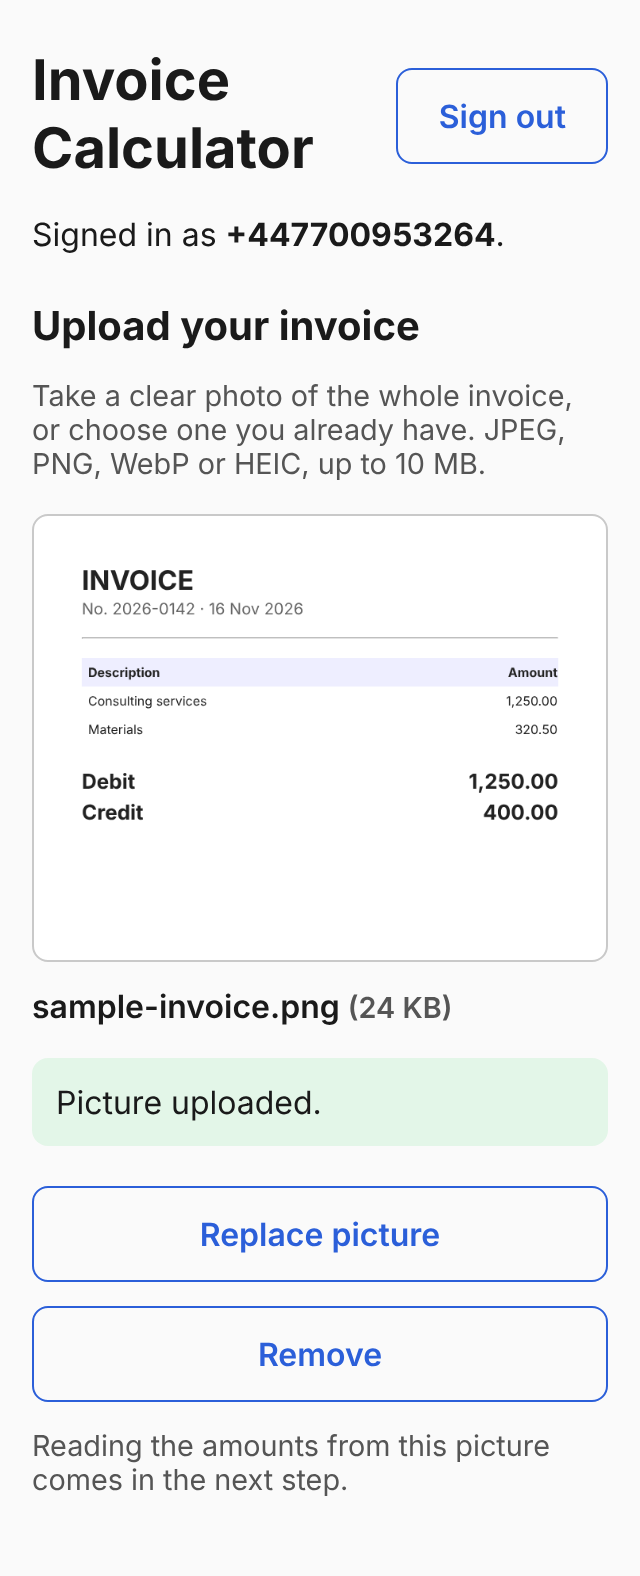 Invoice
Calculator
Sign out
Signed in as +447700953264.
Upload your invoice
Take a clear photo of the whole invoice,
or choose one you already have. JPEG,
PNG, WebP or HEIC, up to 10 MB.
INVOICE
No. 2026-0142 · 16 Nov 2026
Description Amount
Consulting services 1,250.00
Materials 320.50
Debit 1,250.00
Credit 400.00
sample-invoice.png (24 KB)
Picture uploaded.
Replace picture
Remove
Reading the amounts from this picture
comes in the next step.